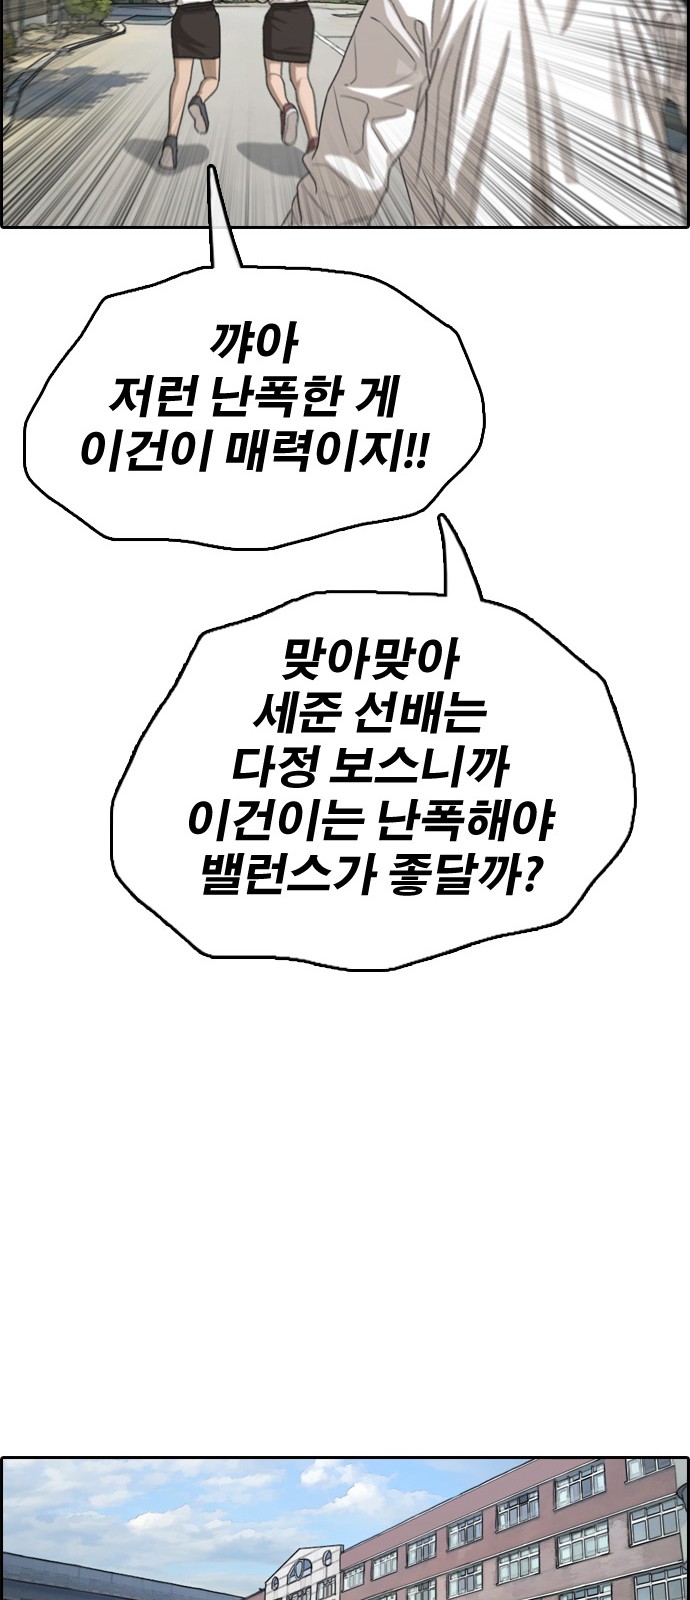 꺄아
저런 난폭한 게
이건이 매력이지!!
맞아맞아
세준 선배는
다정 보스니까
이건이는 난폭해야
밸런스가 좋달까?